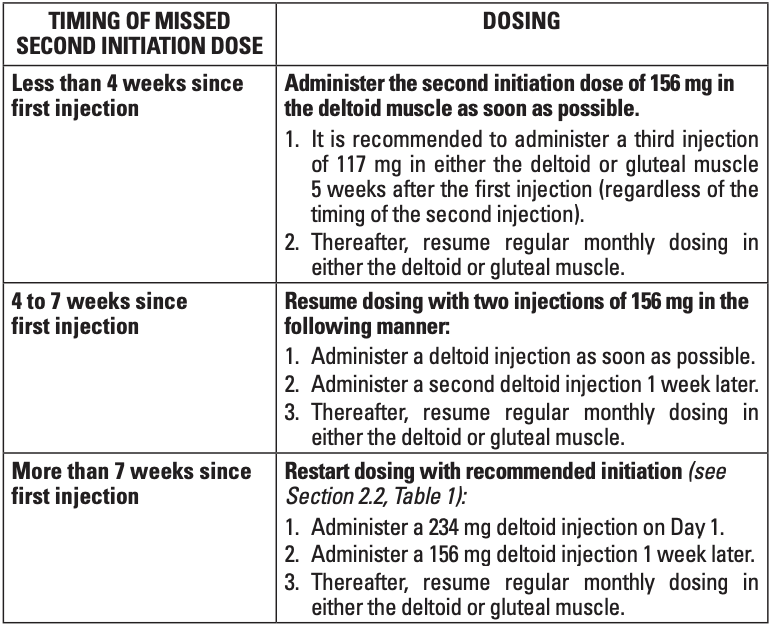 TIMING OF MISSED
SECOND INITIATION DOSE
DOSING
Less than 4 weeks since
first injection
Administer the second initiation dose of 156 mg in
the deltoid muscle as soon as possible.
1. It is recommended to administer a third injection
of 117 mg in either the deltoid or gluteal muscle
5 weeks after the first injection (regardless of the
timing of the second injection).
2. Thereafter, resume regular monthly dosing in
either the deltoid or gluteal muscle.
4 to 7 weeks since
first injection
Resume dosing with two injections of 156 mg in the
following manner:
1. Administer a deltoid injection as soon as possible.
2. Administer a second deltoid injection 1 week later.
3. Thereafter, resume regular monthly dosing in
either the deltoid or gluteal muscle.
More than 7 weeks since
first injection
Restart dosing with recommended initiation (see
Section 2.2, Table 1):
1. Administer a 234 mg deltoid injection on Day 1.
2. Administer a 156 mg deltoid injection 1 week later.
3. Thereafter, resume regular monthly dosing in
either the deltoid or gluteal muscle.